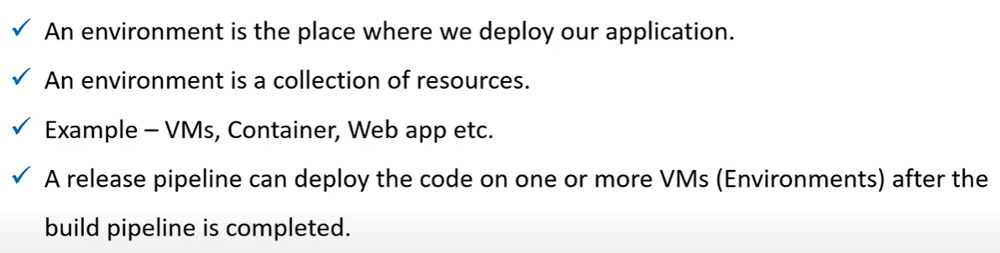 ✓ An environment is the place where we deploy our application.
✓ An environment is a collection of resources.
✓ Example – VMs, Container, Web app etc.
✓ A release pipeline can deploy the code on one or more VMs (Environments) after the
build pipeline is completed.